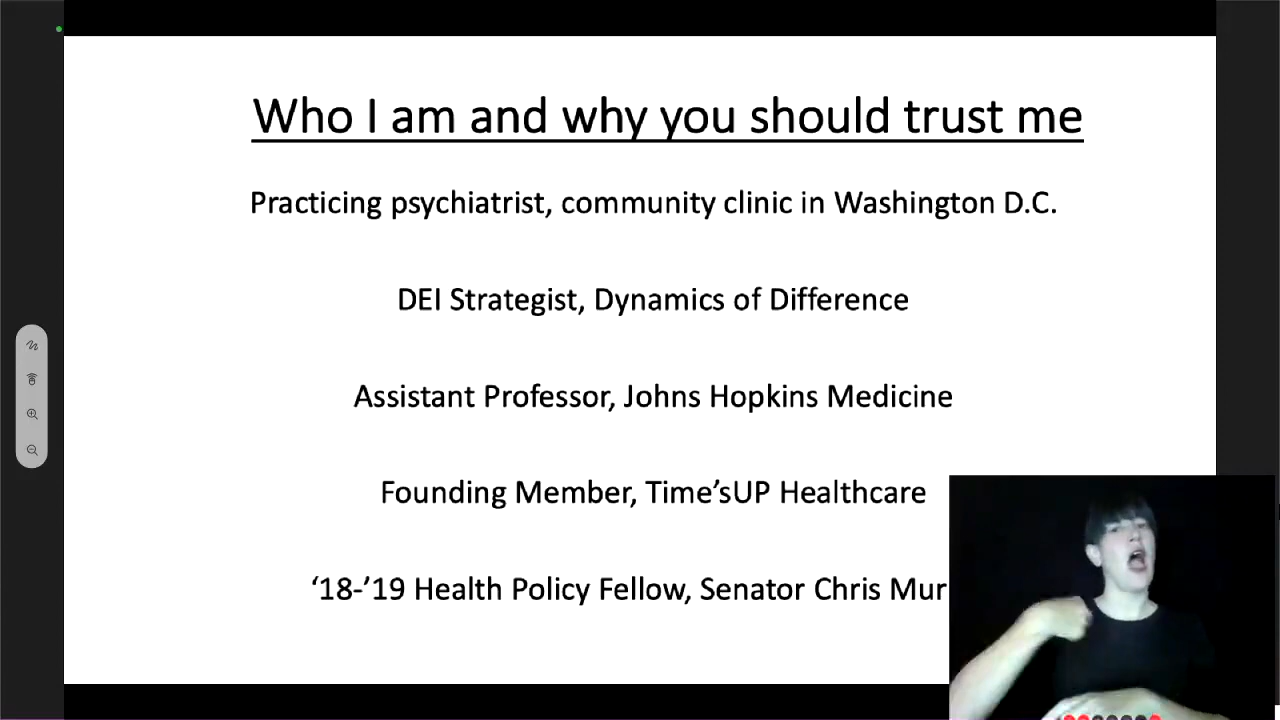 Who I am and why you should trust me
Practicing psychiatrist, community clinic in Washington D.C.
DEI Strategist, Dynamics of Difference
Assistant Professor, Johns Hopkins Medicine
Founding Member, Time’sUP Healthcare
‘18-’19 Health Policy Fellow, Senator Chris Mur